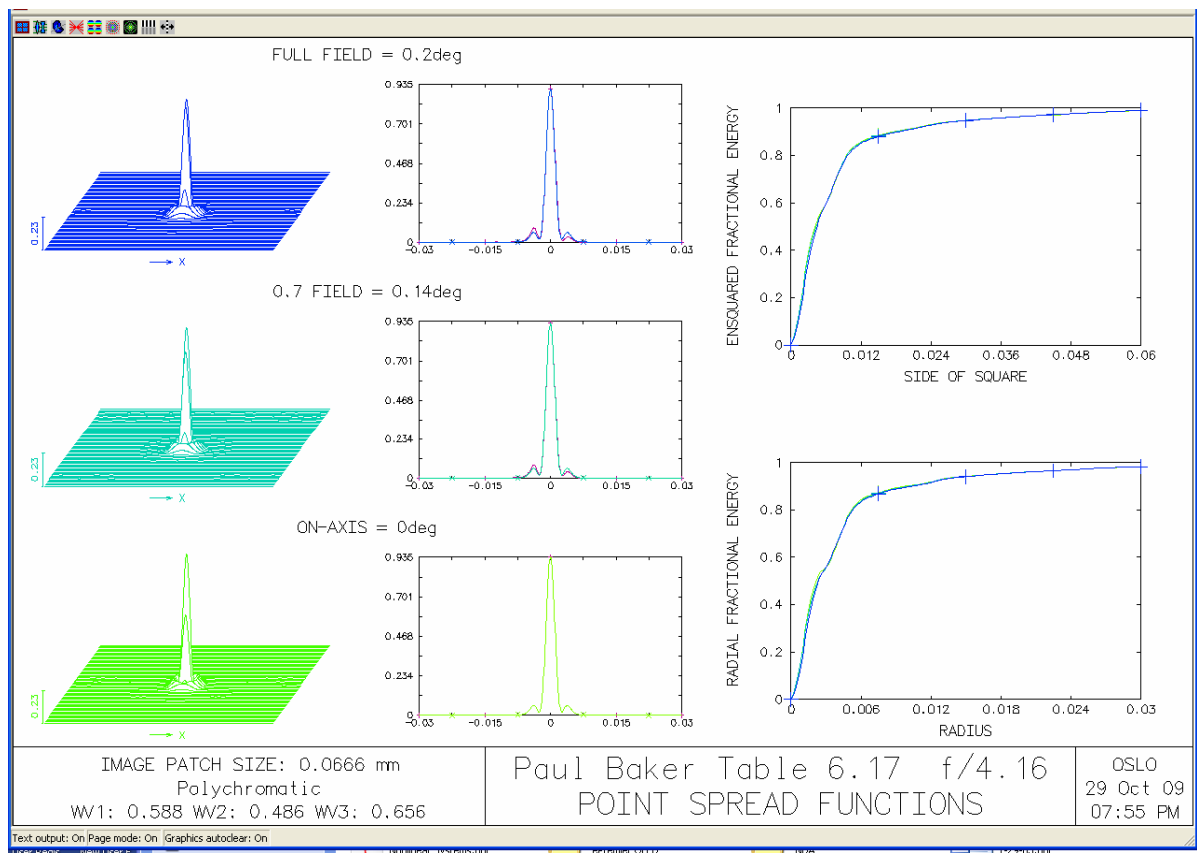 FULL FIELD = 0.2deg
0.23
X
0.935
0.701
0.468
0.234
0
-0.03 -0.015 0 0.015 0.03
0.7 FIELD = 0.14deg
0.23
X
0.935
0.701
0.468
0.234
0
-0.03 -0.015 0 0.015 0.03
ON-AXIS = 0deg
0.23
X
0.935
0.701
0.468
0.234
0
-0.03 -0.015 0 0.015 0.03
ENSQUARED FRACTIONAL ENERGY
1
0.8
0.6
0.4
0.2
0
0 0.012 0.024 0.036 0.048 0.06
SIDE OF SQUARE
RADIAL FRACTIONAL ENERGY
1
0.8
0.6
0.4
0.2
0
0 0.006 0.012 0.018 0.024 0.03
RADIUS
IMAGE PATCH SIZE: 0.0666 mm
Polychromatic
WV1: 0.588 WV2: 0.486 WV3: 0.656
Paul Baker Table 6.17 f/4.16
POINT SPREAD FUNCTIONS
OSLO
29 Oct 09
07:55 PM
Text output: On Page mode: On Graphics autoclear: On